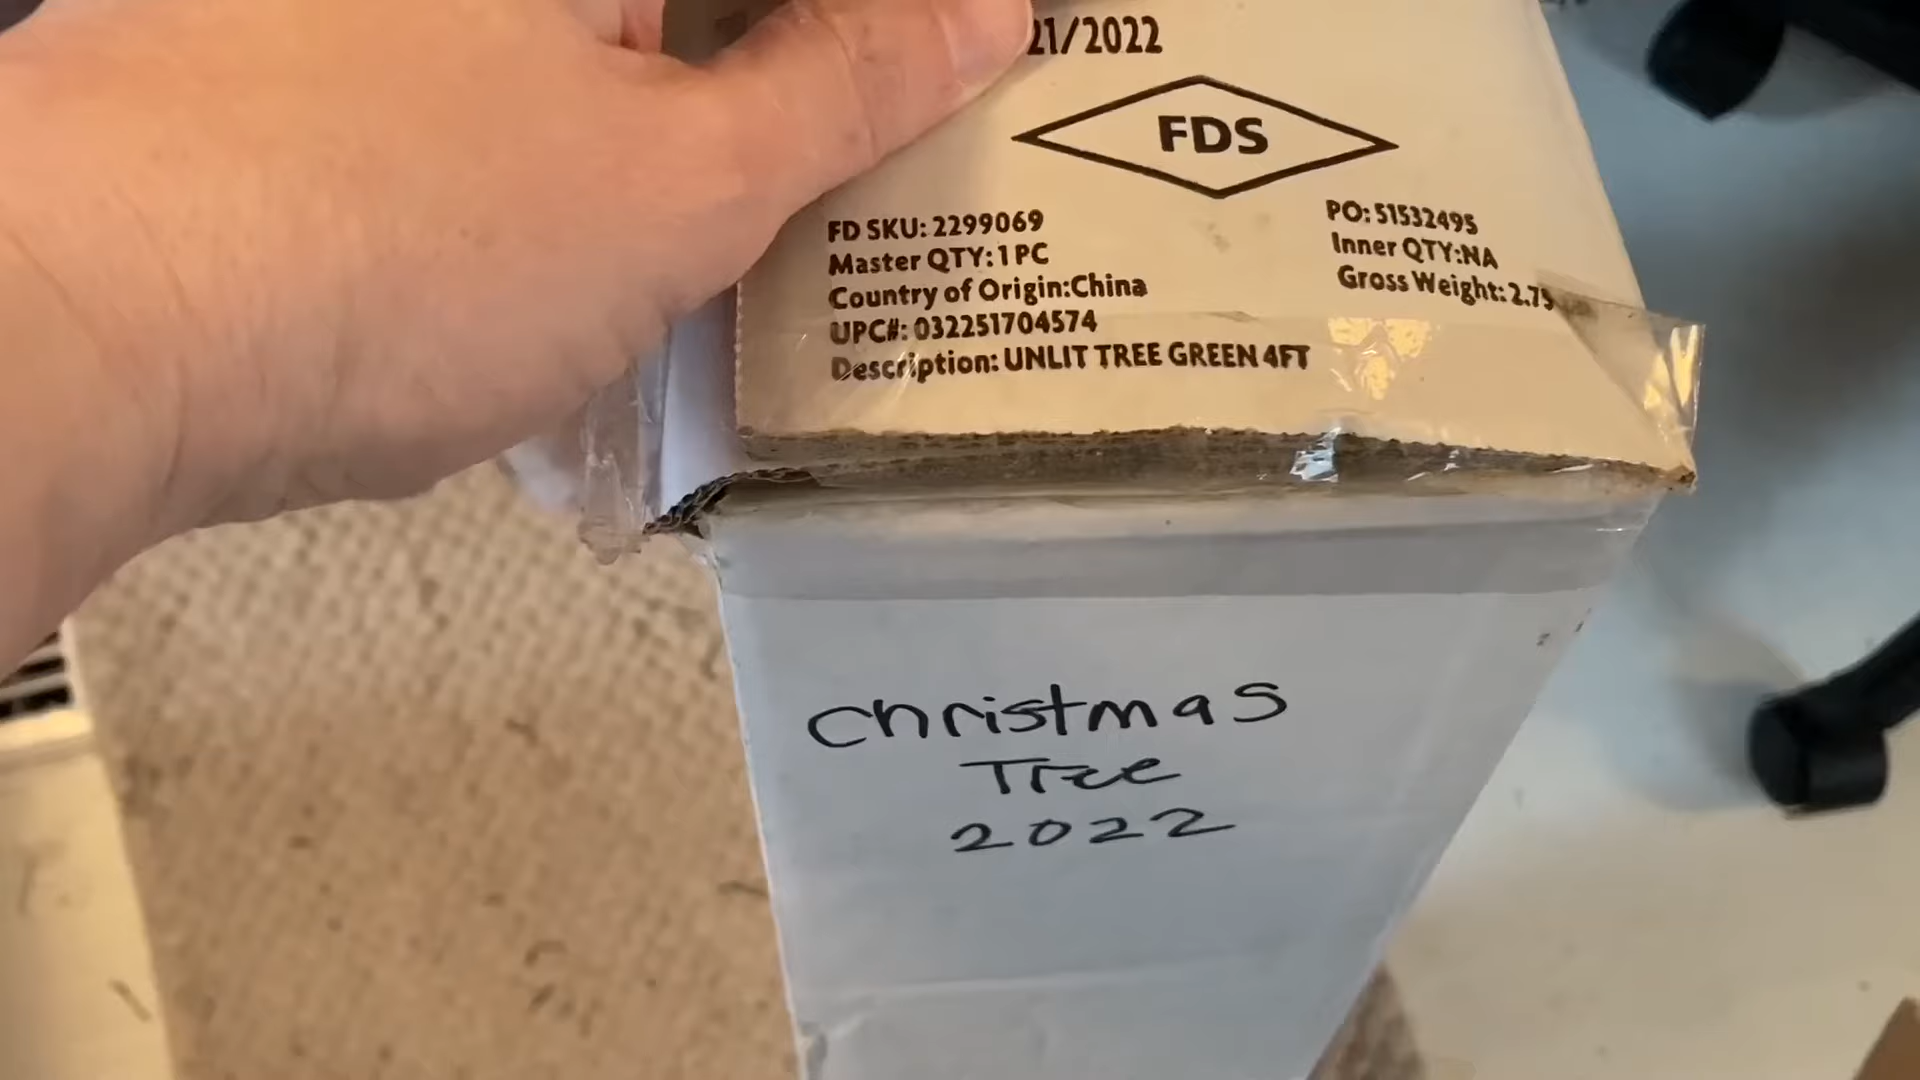 21/2022
FDS
FD SKU: 2299069
Master QTY: 1 PC
Country of Origin:China
UPC#: 032251704574
Description: UNLIT TREE GREEN 4FT
PO: 51532495
Inner QTY:NA
Gross Weight: 2.75
Christmas
Tree
2022